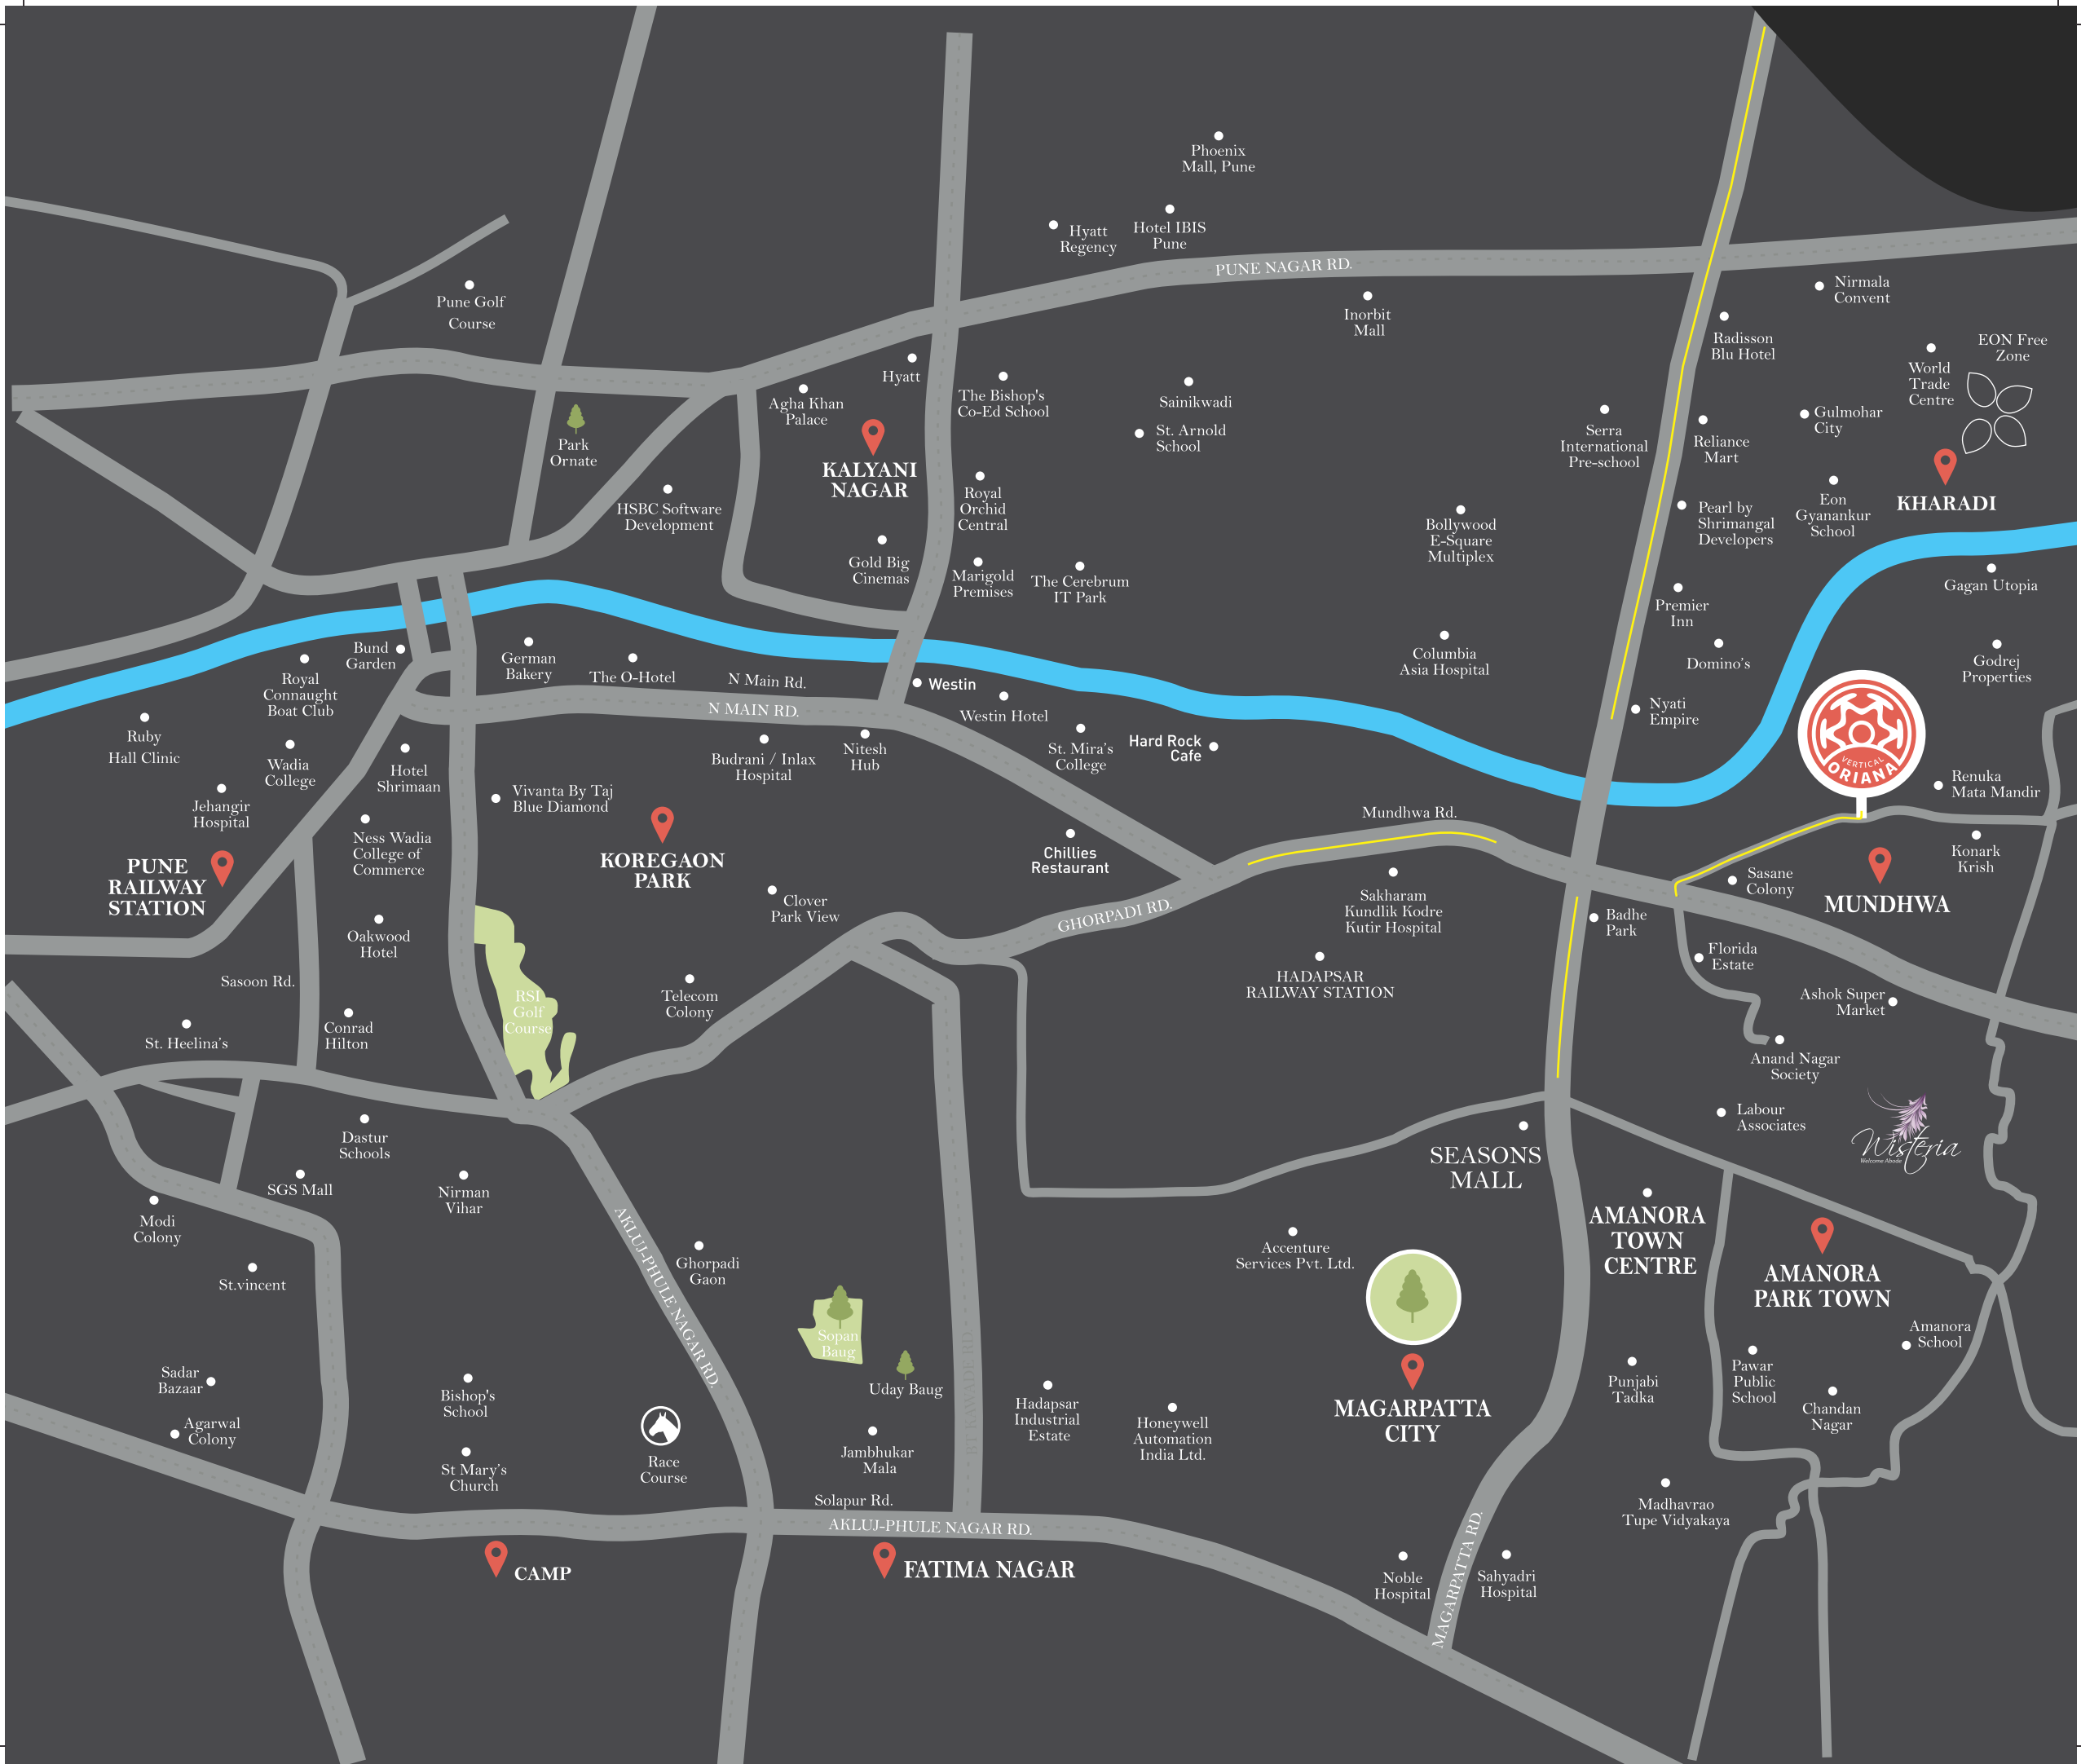 Phoenix
Mall, Pune
Hyatt
Regency
Hotel IBIS
Pune
PUNE NAGAR RD.
Pune Golf
Course
Inorbit
Mall
Nirmala
Convent
Radisson
Blu Hotel
World
Trade
Centre
EON Free
Zone
Hyatt
Agha Khan
Palace
The Bishop's
Co-Ed School
Sainikwadi
St. Arnold
School
Serra
International
Pre-school
Reliance
Mart
Gulmohar
City
Park
Ornate
KALYANI
NAGAR
KHARADI
HSBC Software
Development
Royal
Orchid
Central
Bollywood
E-Square
Multiplex
Pearl by
Shrimangal
Developers
Eon
Gyanankur
School
Gold Big
Cinemas
Marigold
Premises
The Cerebrum
IT Park
Gagan Utopia
Premier
Inn
Bund
Garden
German
Bakery
The O-Hotel
N Main Rd.
N MAIN RD.
Columbia
Asia Hospital
Domino's
Godrej
Properties
Royal
Connaught
Boat Club
Westin
Westin Hotel
Nyati
Empire
Ruby
Hall Clinic
Wadia
College
Hotel
Shrimaan
Budrani / Inlax
Hospital
Nitesh
Hub
St. Mira's
College
Hard Rock
Cafe
VERTICAL
ORIANA
Renuka
Mata Mandir
Jehangir
Hospital
Vivanta By Taj
Blue Diamond
Mundhwa Rd.
Ness Wadia
College of
Commerce
PUNE
RAILWAY
STATION
KOREGAON
PARK
Chillies
Restaurant
Konark
Krish
Sasane
Colony
MUNDHWA
Clover
Park View
GHORPADI RD.
Sakharam
Kundlik Kodre
Kutir Hospital
Badhe
Park
Oakwood
Hotel
Florida
Estate
Sasoon Rd.
RSI
Golf
Course
Telecom
Colony
HADAPSAR
RAILWAY STATION
Ashok Super
Market
St. Heelina's
Conrad
Hilton
Anand Nagar
Society
Dastur
Schools
Labour
Associates
Wisteria
Welcome Abode
SEASONS
MALL
SGS Mall
Nirman
Vihar
Modi
Colony
AMANORA
TOWN
CENTRE
AKLUJ-PHULE NAGAR RD.
Ghorpadi
Gaon
Accenture
Services Pvt. Ltd.
AMANORA
PARK TOWN
St.vincent
Sopan
Baug
BT KAWADE RD.
Amanora
School
Uday Baug
Sadar
Bazaar
Bishop's
School
Hadapsar
Industrial
Estate
Honeywell
Automation
India Ltd.
MAGARPATTA
CITY
Punjabi
Tadka
Pawar
Public
School
Chandan
Nagar
Agarwal
Colony
St Mary's
Church
Race
Course
Jambhukar
Mala
Solapur Rd.
AKLUJ-PHULE NAGAR RD.
Madhavrao
Tupe Vidyakaya
CAMP
FATIMA NAGAR
Noble
Hospital
MAGARPATTA RD.
Sahyadri
Hospital